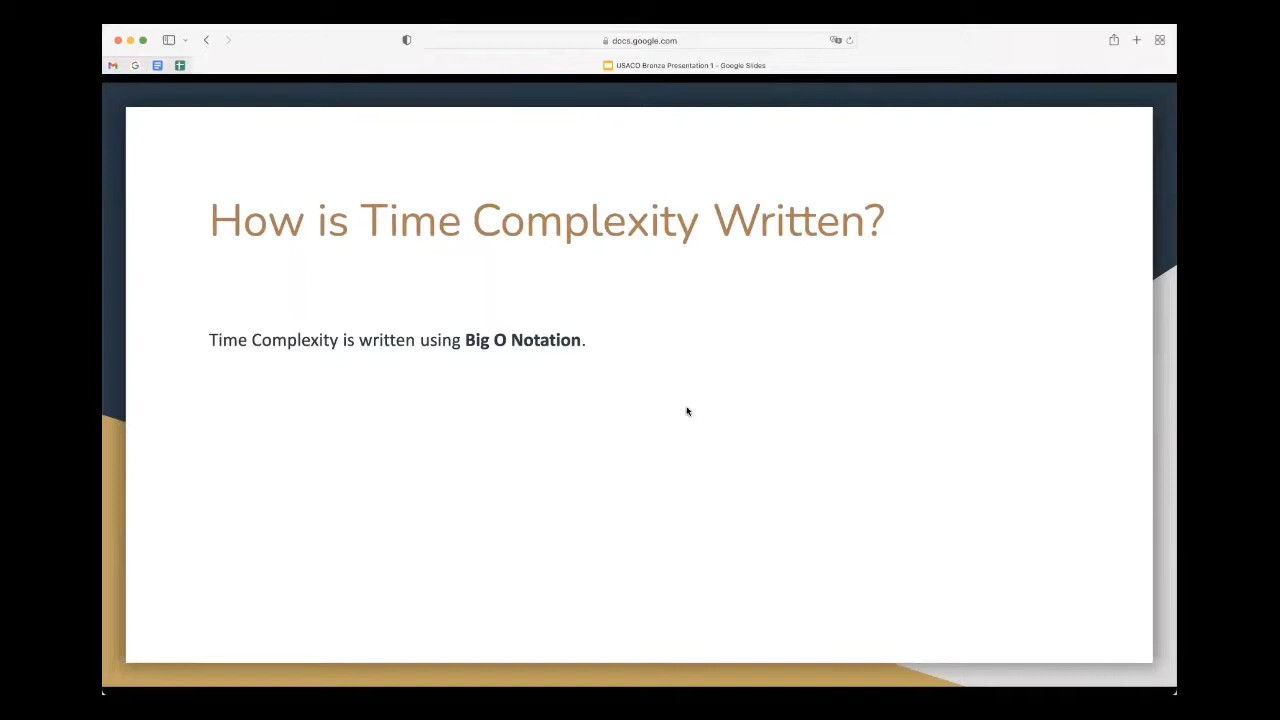 docs.google.com
USACO Bronze Presentation 1 - Google Slides
How is Time Complexity Written?
Time Complexity is written using Big O Notation.